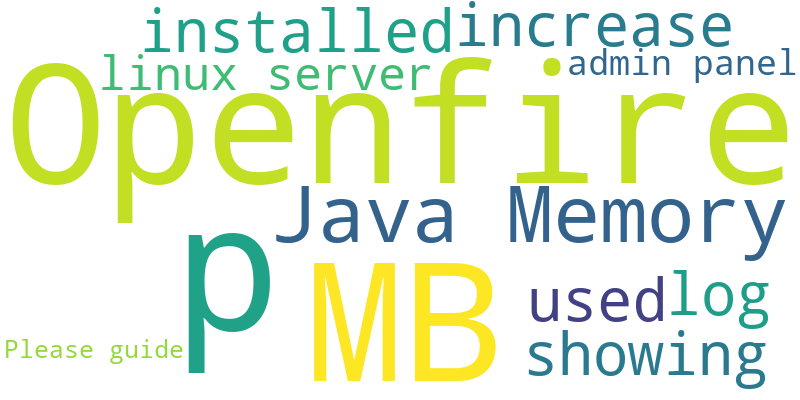 installed increase
linux server admin panel
Openfire
Java Memory
p MB used log
showing
Please guide